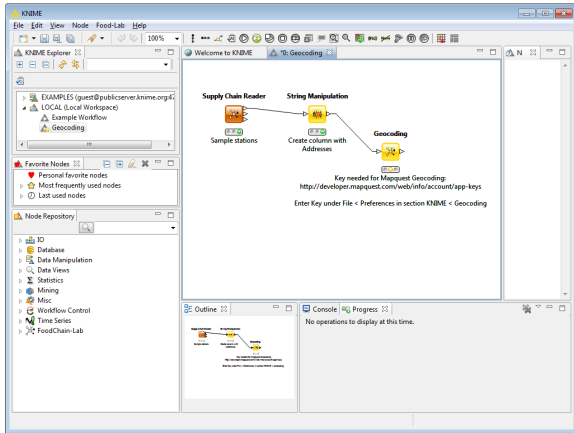 KNIME
File Edit View Node Food-Lab Help
100%
KNIME Explorer
Welcome to KNIME
*0: Geocoding
N
EXAMPLES (guest@publicserver.knime.org:47
LOCAL (Local Workspace)
Example Workflow
Geocoding
Supply Chain Reader
String Manipulation
Geocoding
Sample stations
Create column with
Addresses
Key needed for Mapquest Geocoding:
http://developer.mapquest.com/web/info/account/app-keys
Enter Key under File < Preferences in section KNIME < Geocoding
Favorite Nodes
Personal favorite nodes
Most frequently used nodes
Last used nodes
Node Repository
IO
Database
Data Manipulation
Data Views
Statistics
Mining
Misc
Workflow Control
Time Series
FoodChain-Lab
Outline
Console
Progress
No operations to display at this time.